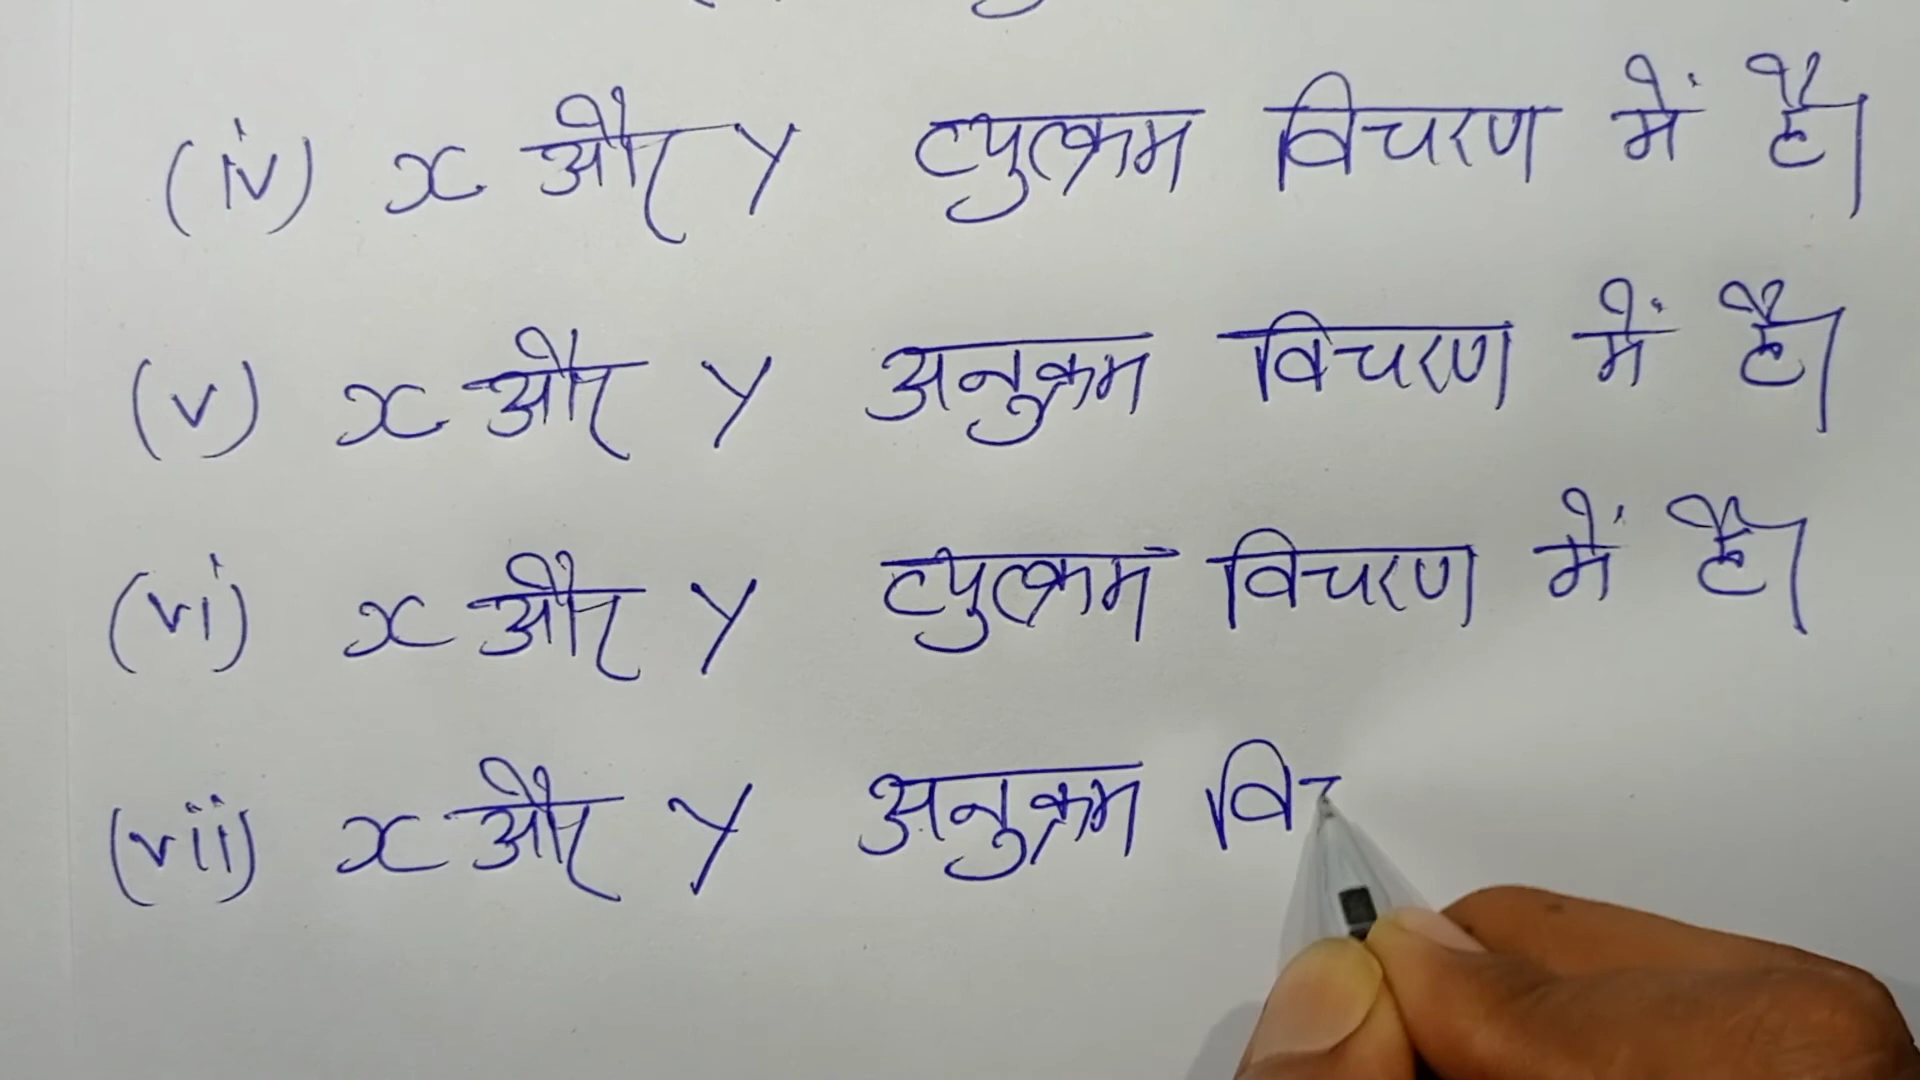 (iv) x और y व्युत्क्रम विचरण में है।
(v) x और y अनुक्रम विचरण में है।
(vi) x और y व्युत्क्रम विचरण में है।
(vii) x और y अनुक्रम वि